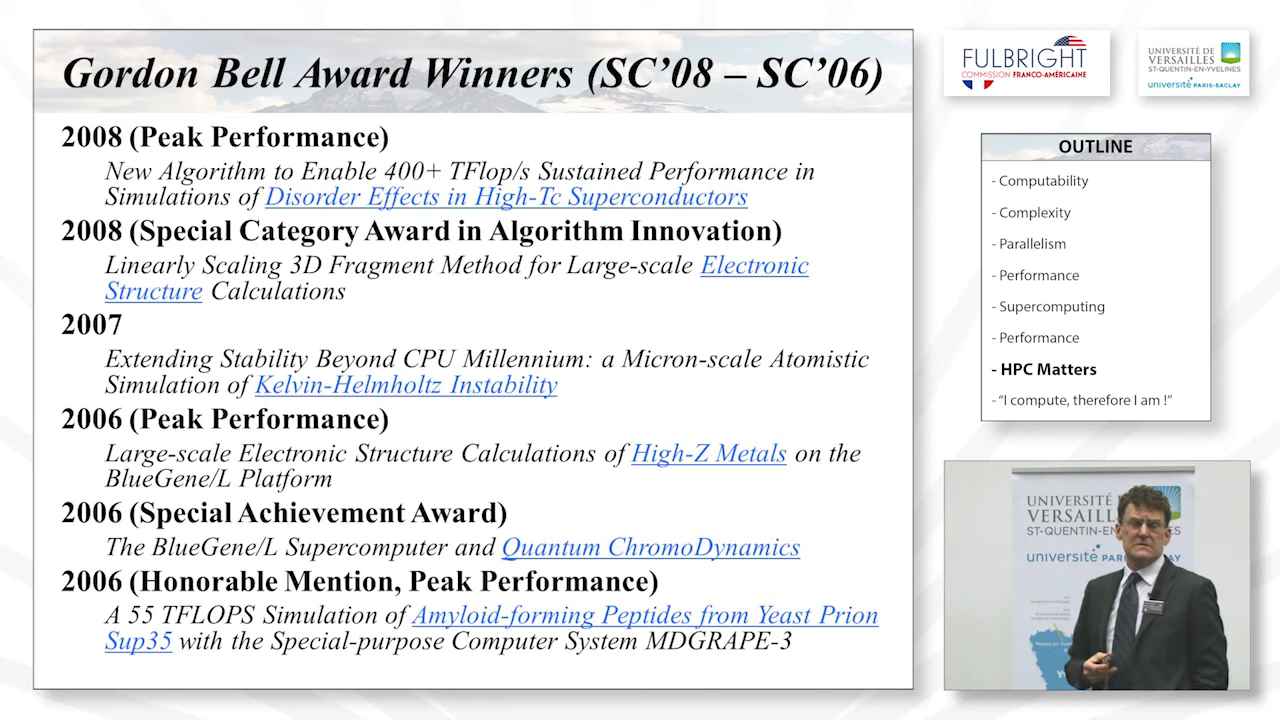 Gordon Bell Award Winners (SC’08 – SC’06)
2008 (Peak Performance)
New Algorithm to Enable 400+ TFlop/s Sustained Performance in
Simulations of Disorder Effects in High-Tc Superconductors
2008 (Special Category Award in Algorithm Innovation)
Linearly Scaling 3D Fragment Method for Large-scale Electronic
Structure Calculations
2007
Extending Stability Beyond CPU Millennium: a Micron-scale Atomistic
Simulation of Kelvin-Helmholtz Instability
2006 (Peak Performance)
Large-scale Electronic Structure Calculations of High-Z Metals on the
BlueGene/L Platform
2006 (Special Achievement Award)
The BlueGene/L Supercomputer and Quantum ChromoDynamics
2006 (Honorable Mention, Peak Performance)
A 55 TFLOPS Simulation of Amyloid-forming Peptides from Yeast Prion
Sup35 with the Special-purpose Computer System MDGRAPE-3
FULBRIGHT
COMMISSION FRANCO-AMÉRICAINE
UNIVERSITÉ DE
VERSAILLES
ST-QUENTIN-EN-YVELINES
université PARIS-SACLAY
OUTLINE
- Computability
- Complexity
- Parallelism
- Performance
- Supercomputing
- Performance
- HPC Matters
- “I compute, therefore I am !”
UNIVERSITÉ
VERSAILL
ST-QUENTIN-EN-
université PAR